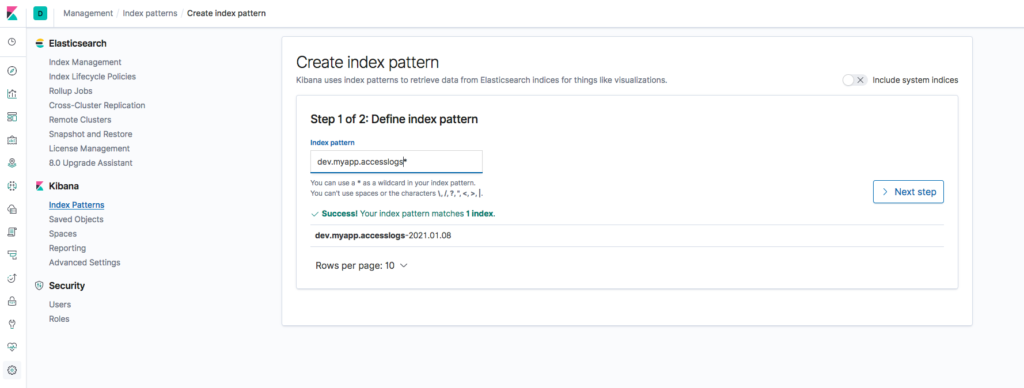 D Management / Index patterns / Create index pattern
Elasticsearch
Index Management
Index Lifecycle Policies
Rollup Jobs
Cross-Cluster Replication
Remote Clusters
Snapshot and Restore
License Management
8.0 Upgrade Assistant
Kibana
Index Patterns
Saved Objects
Spaces
Reporting
Advanced Settings
Security
Users
Roles
Create index pattern
Kibana uses index patterns to retrieve data from Elasticsearch indices for things like visualizations.
Include system indices
Step 1 of 2: Define index pattern
Index pattern
dev.myapp.accesslogs*
You can use a * as a wildcard in your index pattern.
You can't use spaces or the characters \, /, ?, ", <, >, |.
Next step
Success! Your index pattern matches 1 index.
dev.myapp.accesslogs-2021.01.08
Rows per page: 10